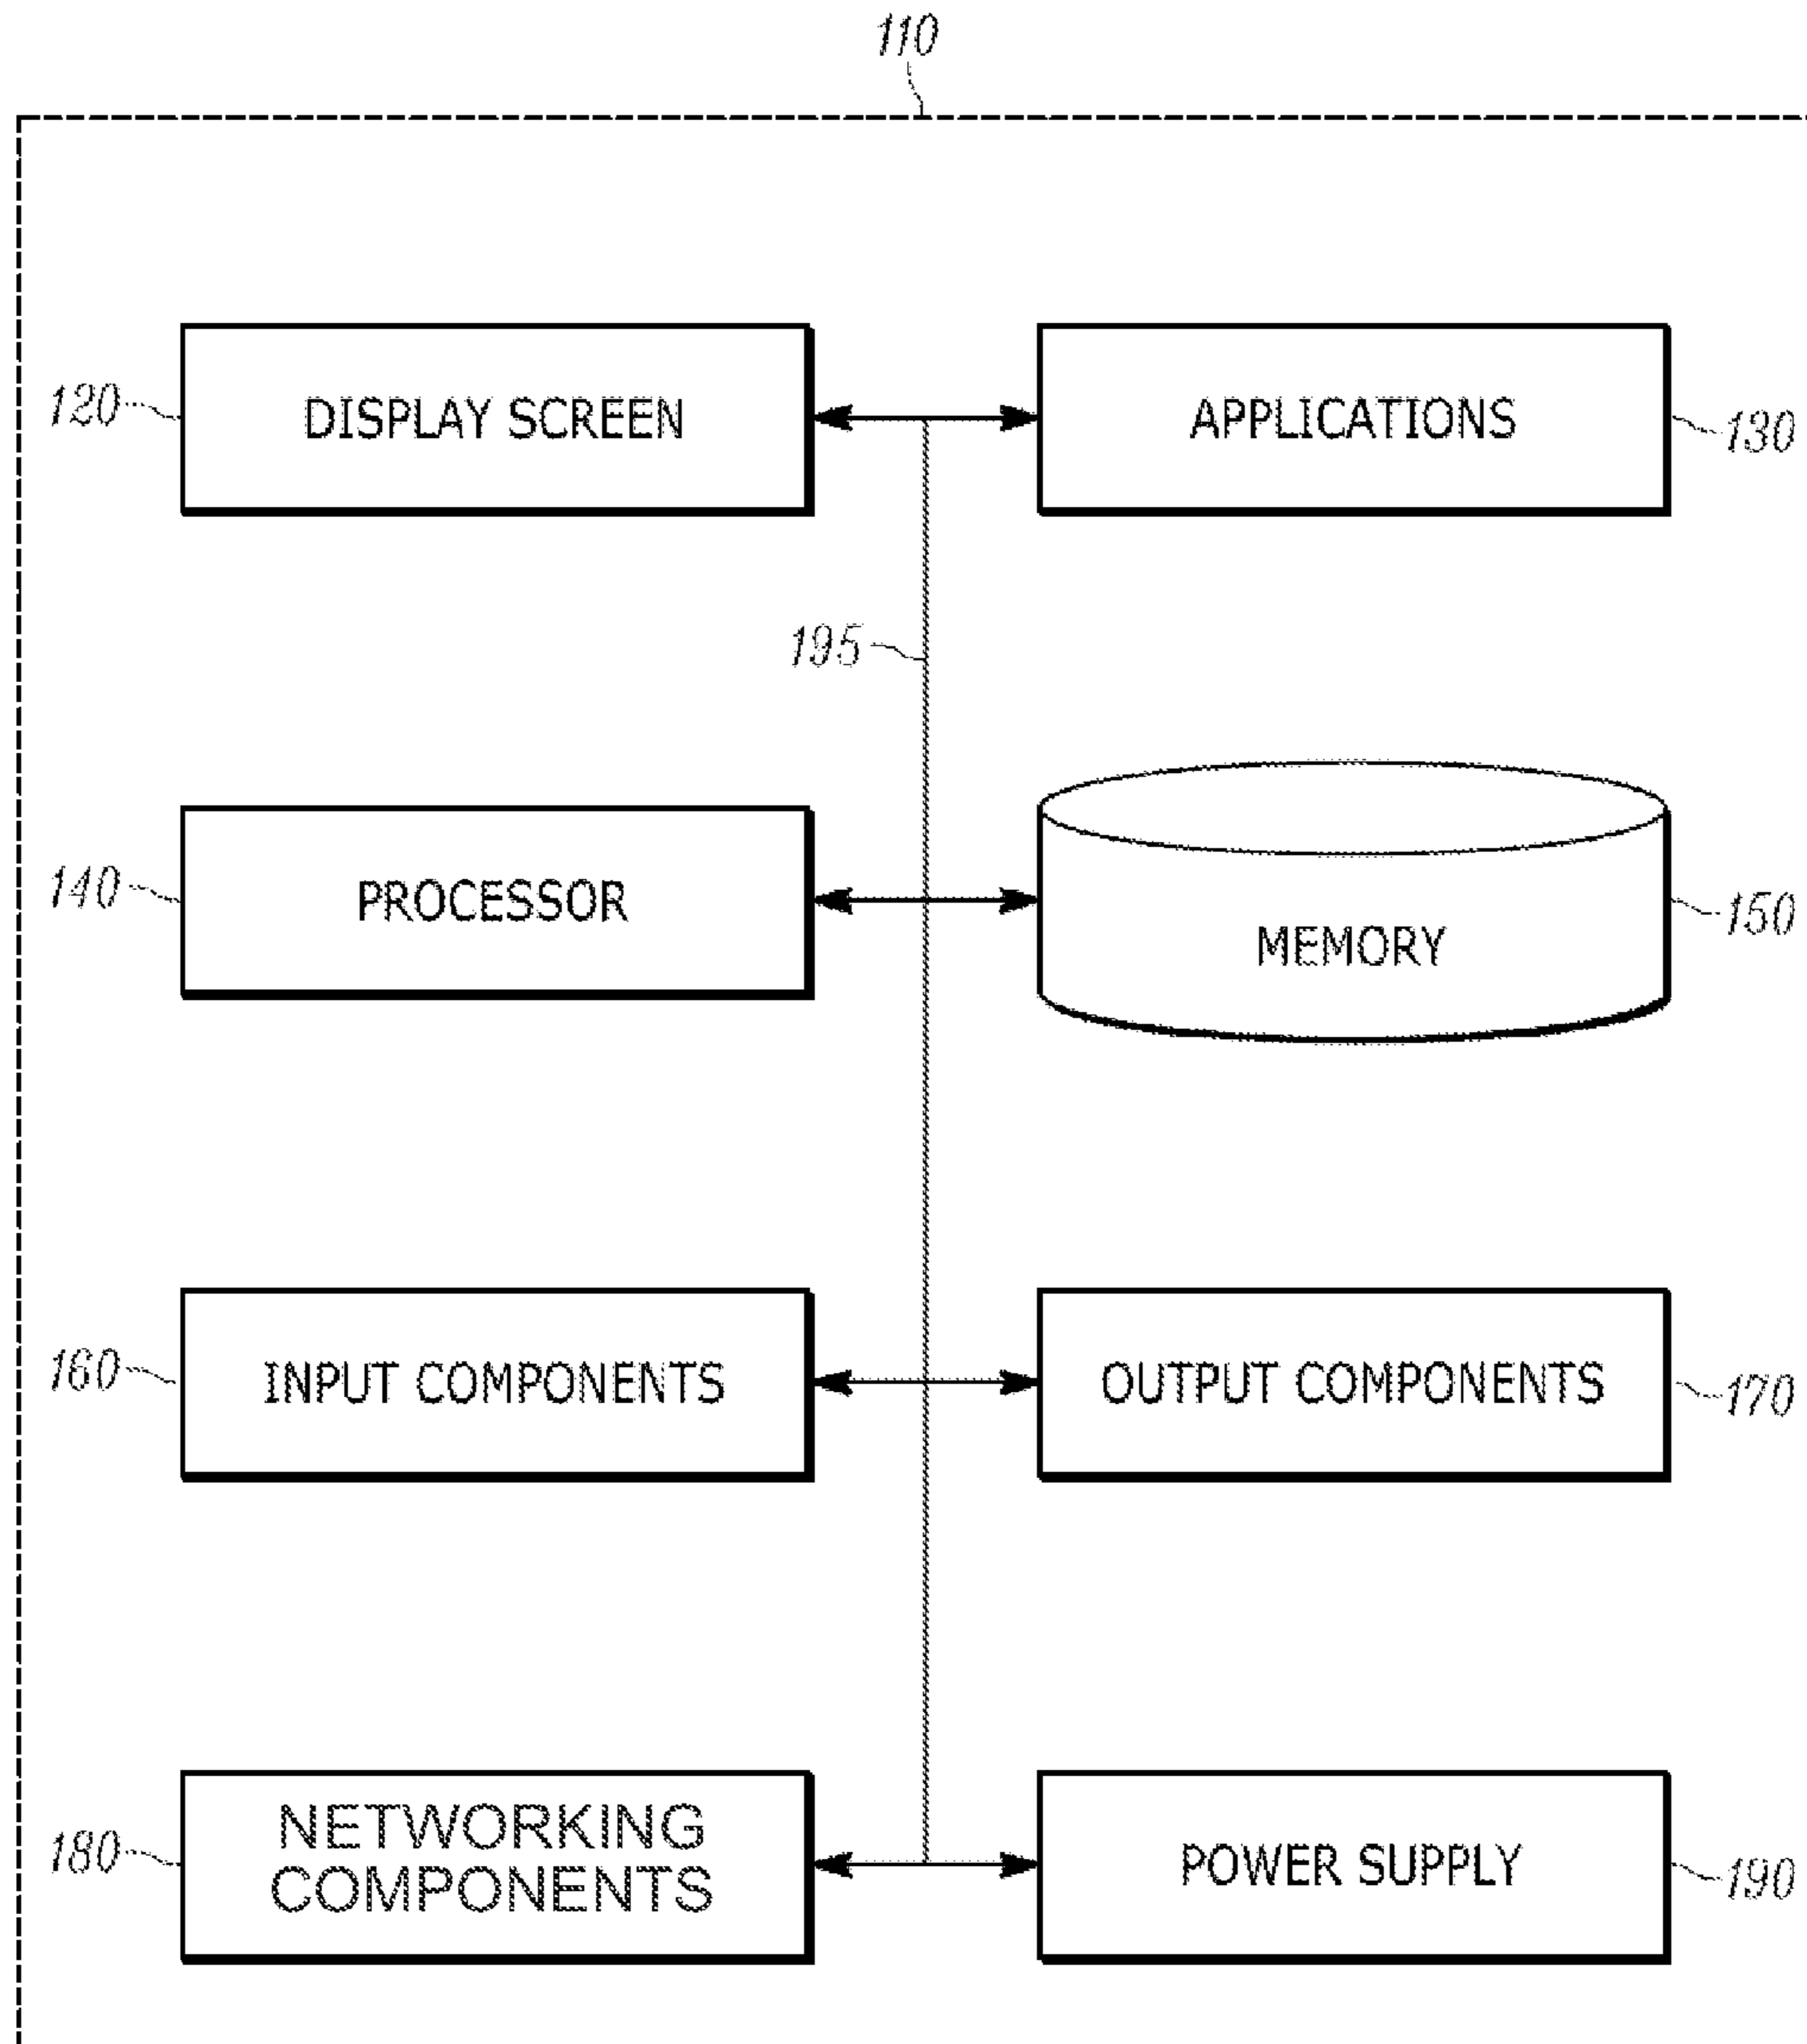 110
120
DISPLAY SCREEN
APPLICATIONS
130
195
140
PROCESSOR
MEMORY
150
160
INPUT COMPONENTS
OUTPUT COMPONENTS
170
180
NETWORKING
COMPONENTS
POWER SUPPLY
190